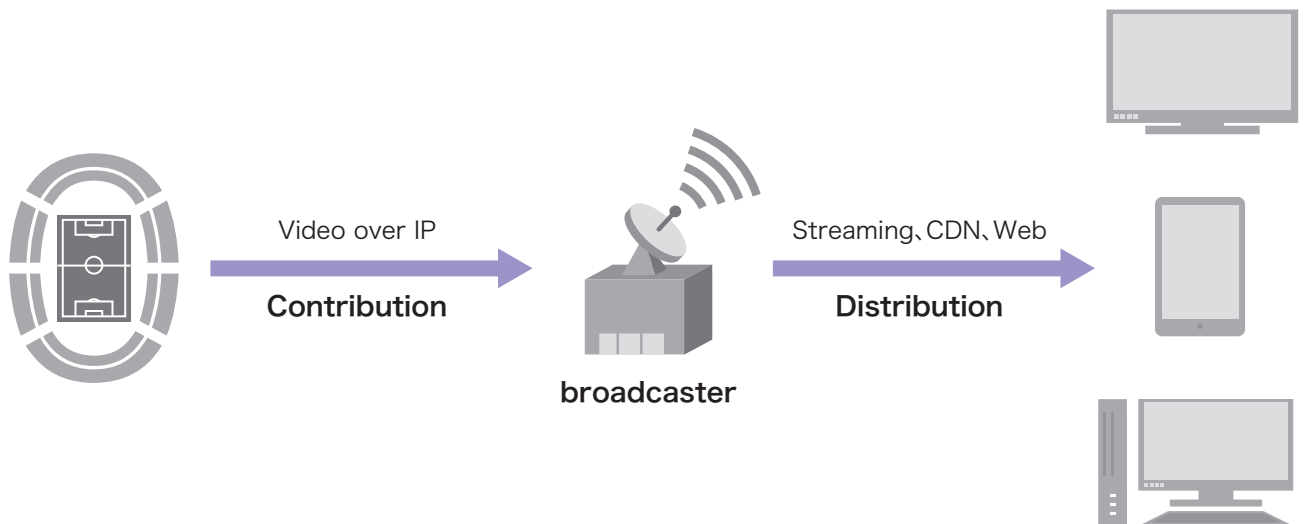 Video over IP
Contribution
broadcaster
Streaming、CDN、Web
Distribution